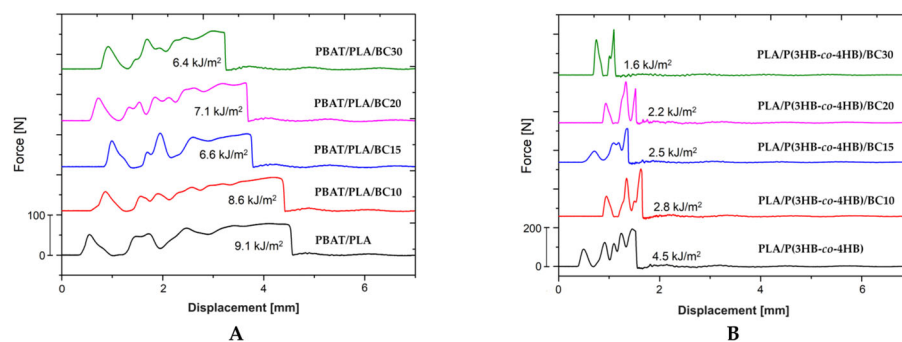 PBAT/PLA/BC30
6.4 kJ/m²
PBAT/PLA/BC20
7.1 kJ/m²
PBAT/PLA/BC15
6.6 kJ/m²
PBAT/PLA/BC10
8.6 kJ/m²
PBAT/PLA
9.1 kJ/m²
Force [N]
100
0
0 2 4 6
Displacement [mm]
A
PLA/P(3HB-co-4HB)/BC30
1.6 kJ/m²
PLA/P(3HB-co-4HB)/BC20
2.2 kJ/m²
PLA/P(3HB-co-4HB)/BC15
2.5 kJ/m²
PLA/P(3HB-co-4HB)/BC10
2.8 kJ/m²
PLA/P(3HB-co-4HB)
4.5 kJ/m²
Force [N]
200
0
0 2 4 6
Displacement [mm]
B